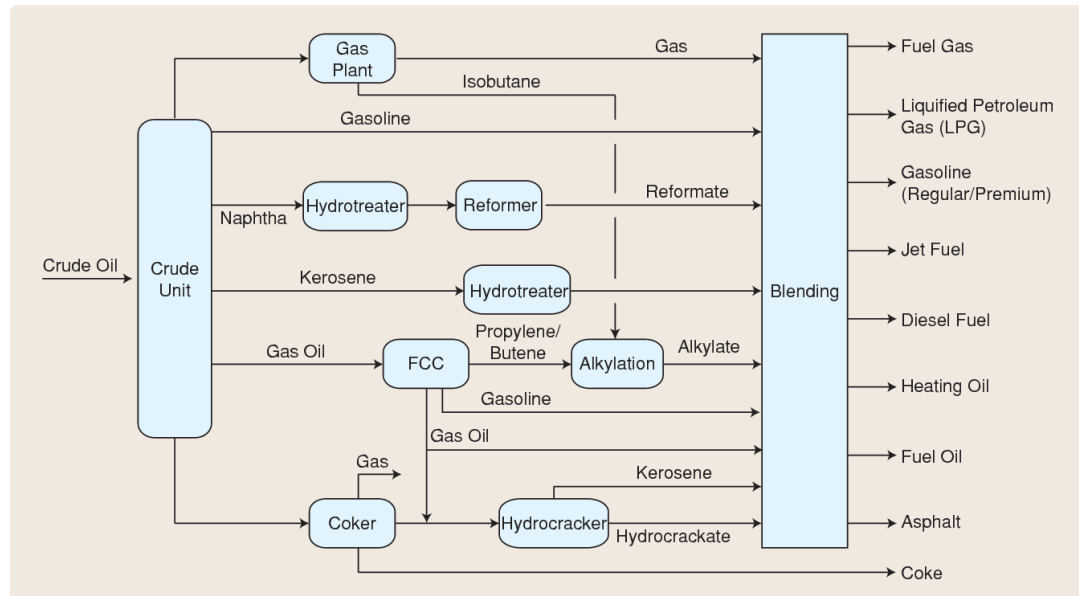 Gas
Plant
Gas
Fuel Gas
Isobutane
Liquified Petroleum
Gas (LPG)
Gasoline
Gasoline
(Regular/Premium)
Naphtha
Hydrotreater
Reformer
Reformate
Jet Fuel
Crude Oil
Crude
Unit
Kerosene
Hydrotreater
Blending
Diesel Fuel
Gas Oil
FCC
Propylene/
Butene
Alkylation
Alkylate
Heating Oil
Gasoline
Gas Oil
Fuel Oil
Gas
Kerosene
Coker
Hydrocracker
Hydrocrackate
Asphalt
Coke